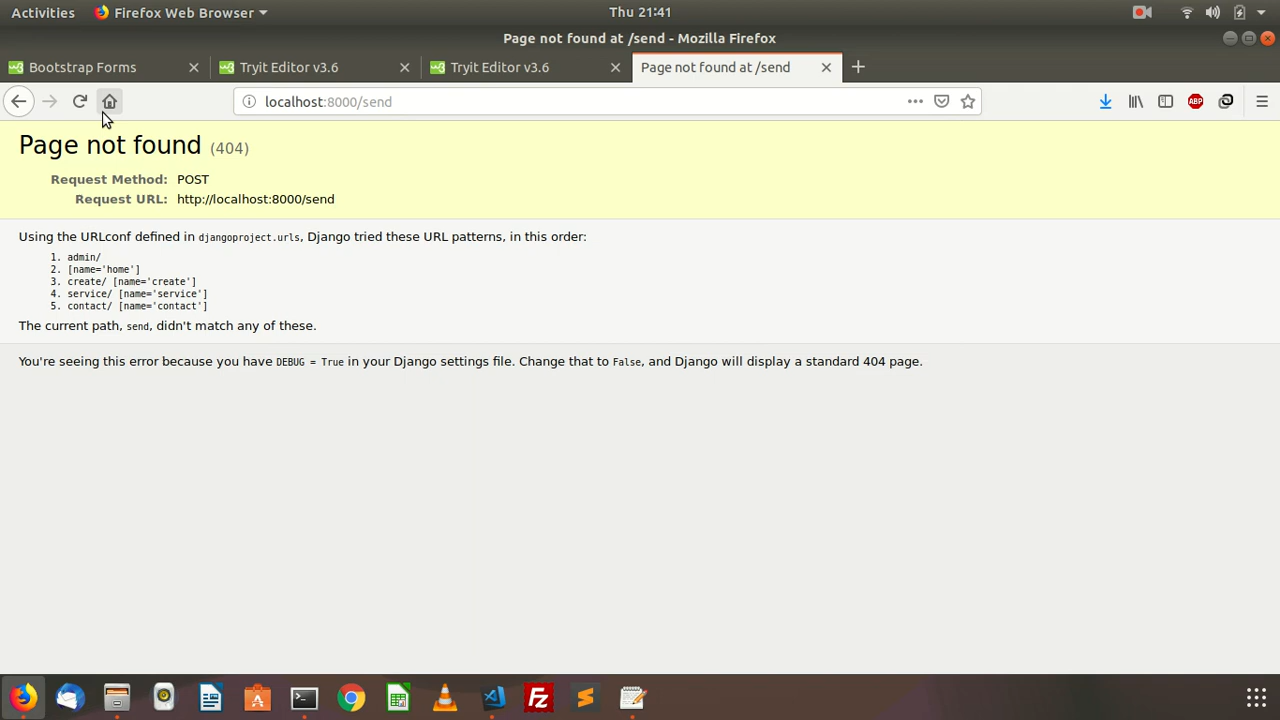 Activities
Firefox Web Browser
Thu 21:41
Page not found at /send - Mozilla Firefox
Bootstrap Forms
Tryit Editor v3.6
Tryit Editor v3.6
Page not found at /send
localhost:8000/send
ABP
Page not found (404)
Request Method: POST
Request URL: http://localhost:8000/send
Using the URLconf defined in djangoproject.urls, Django tried these URL patterns, in this order:
1. admin/
2. [name='home']
3. create/ [name='create']
4. service/ [name='service']
5. contact/ [name='contact']
The current path, send, didn't match any of these.
You're seeing this error because you have DEBUG = True in your Django settings file. Change that to False, and Django will display a standard 404 page.
Fz